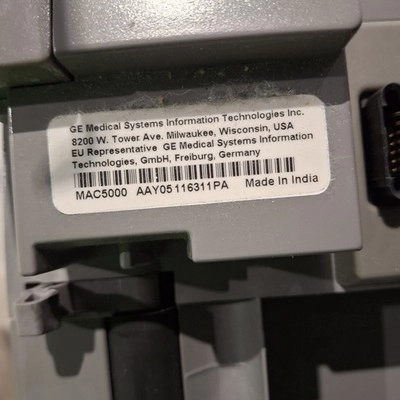 GE Medical Systems Information Technologies Inc.
8200 W. Tower Ave. Milwaukee, Wisconsin, USA
EU Representative GE Medical Systems Information
Technologies, GmbH, Freiburg, Germany
MAC5000 AAY05116311PA Made In India